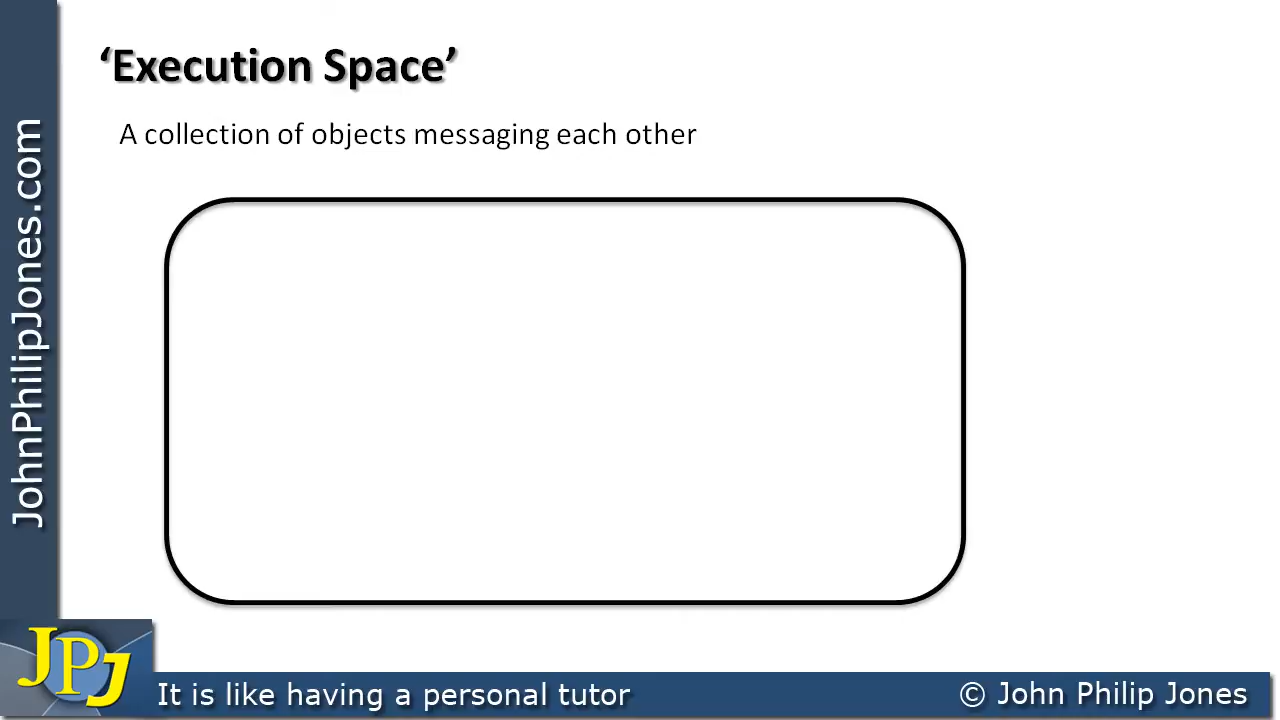 ‘Execution Space’
A collection of objects messaging each other
JohnPhilipJones.com
JPJ
It is like having a personal tutor
© John Philip Jones